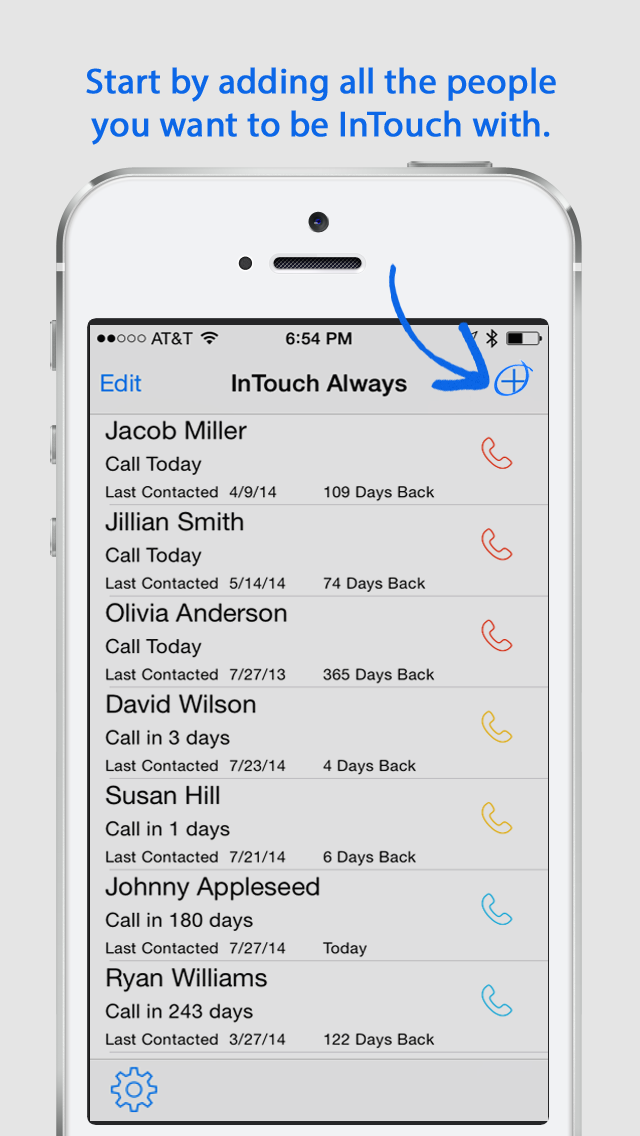 Start by adding all the people
you want to be InTouch with.
AT&T 6:54 PM
Edit InTouch Always
Jacob Miller
Call Today
Last Contacted 4/9/14 109 Days Back
Jillian Smith
Call Today
Last Contacted 5/14/14 74 Days Back
Olivia Anderson
Call Today
Last Contacted 7/27/13 365 Days Back
David Wilson
Call in 3 days
Last Contacted 7/23/14 4 Days Back
Susan Hill
Call in 1 days
Last Contacted 7/21/14 6 Days Back
Johnny Appleseed
Call in 180 days
Last Contacted 7/27/14 Today
Ryan Williams
Call in 243 days
Last Contacted 3/27/14 122 Days Back